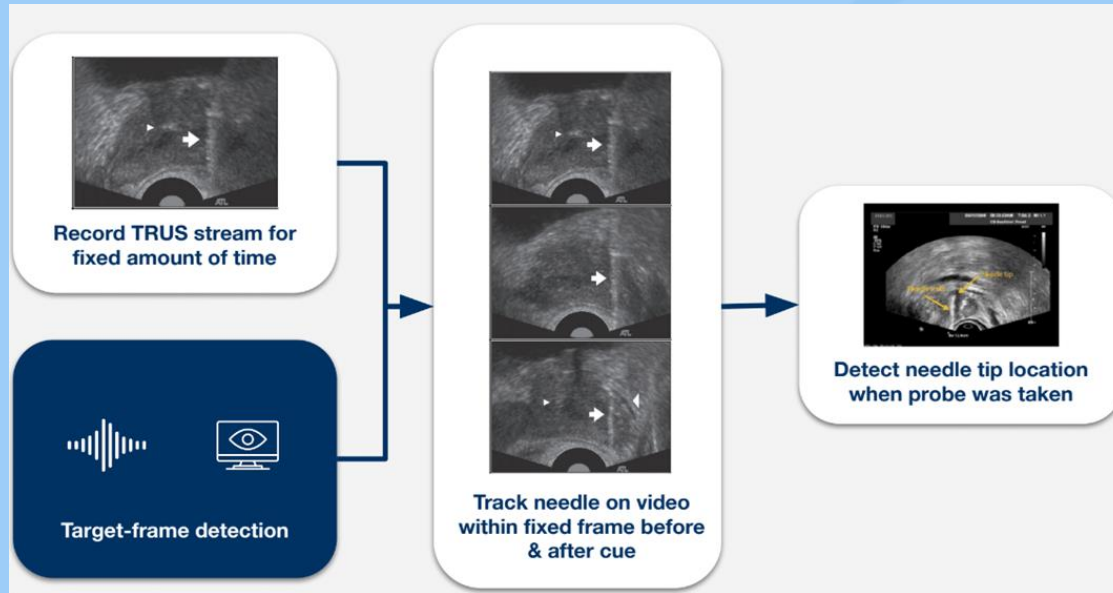 Record TRUS stream for
fixed amount of time
Target-frame detection
Track needle on video
within fixed frame before
& after cue
Needle tip
Detect needle tip location
when probe was taken